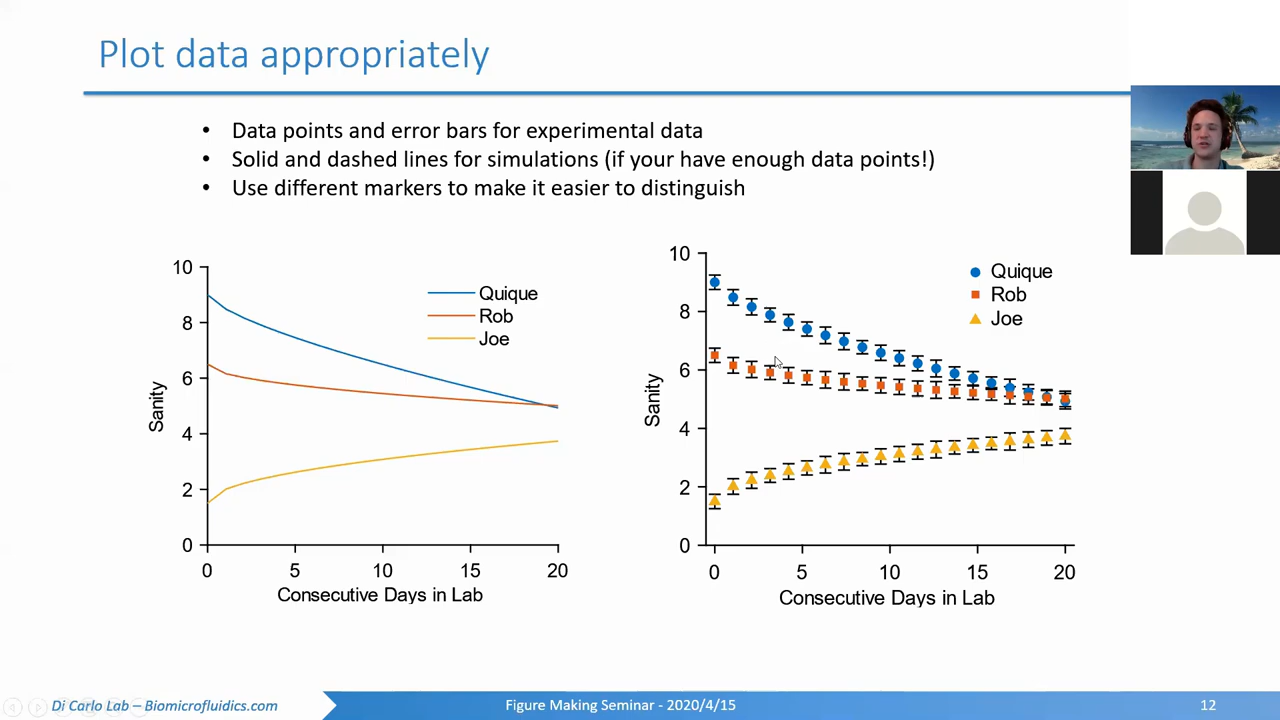 Plot data appropriately
• Data points and error bars for experimental data
• Solid and dashed lines for simulations (if your have enough data points!)
• Use different markers to make it easier to distinguish
10
8
6
4
2
0
Sanity
Quique
Rob
Joe
0 5 10 15 20
Consecutive Days in Lab
10
8
6
4
2
0
Sanity
Quique
Rob
Joe
0 5 10 15 20
Consecutive Days in Lab
Di Carlo Lab – Biomicrofluidics.com
Figure Making Seminar - 2020/4/15
12